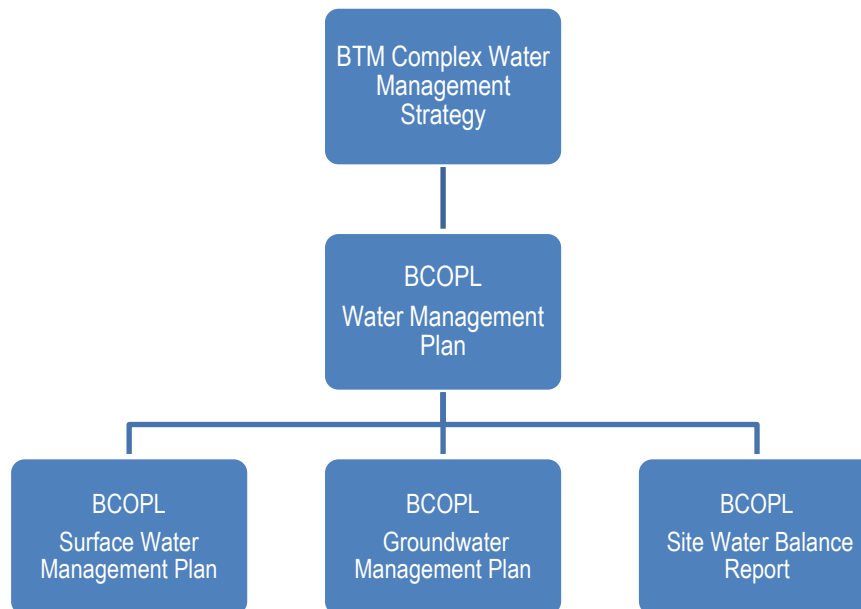 BTM Complex Water
Management
Strategy
BCOPL
Water Management
Plan
BCOPL
Surface Water
Management Plan
BCOPL
Groundwater
Management Plan
BCOPL
Site Water Balance
Report